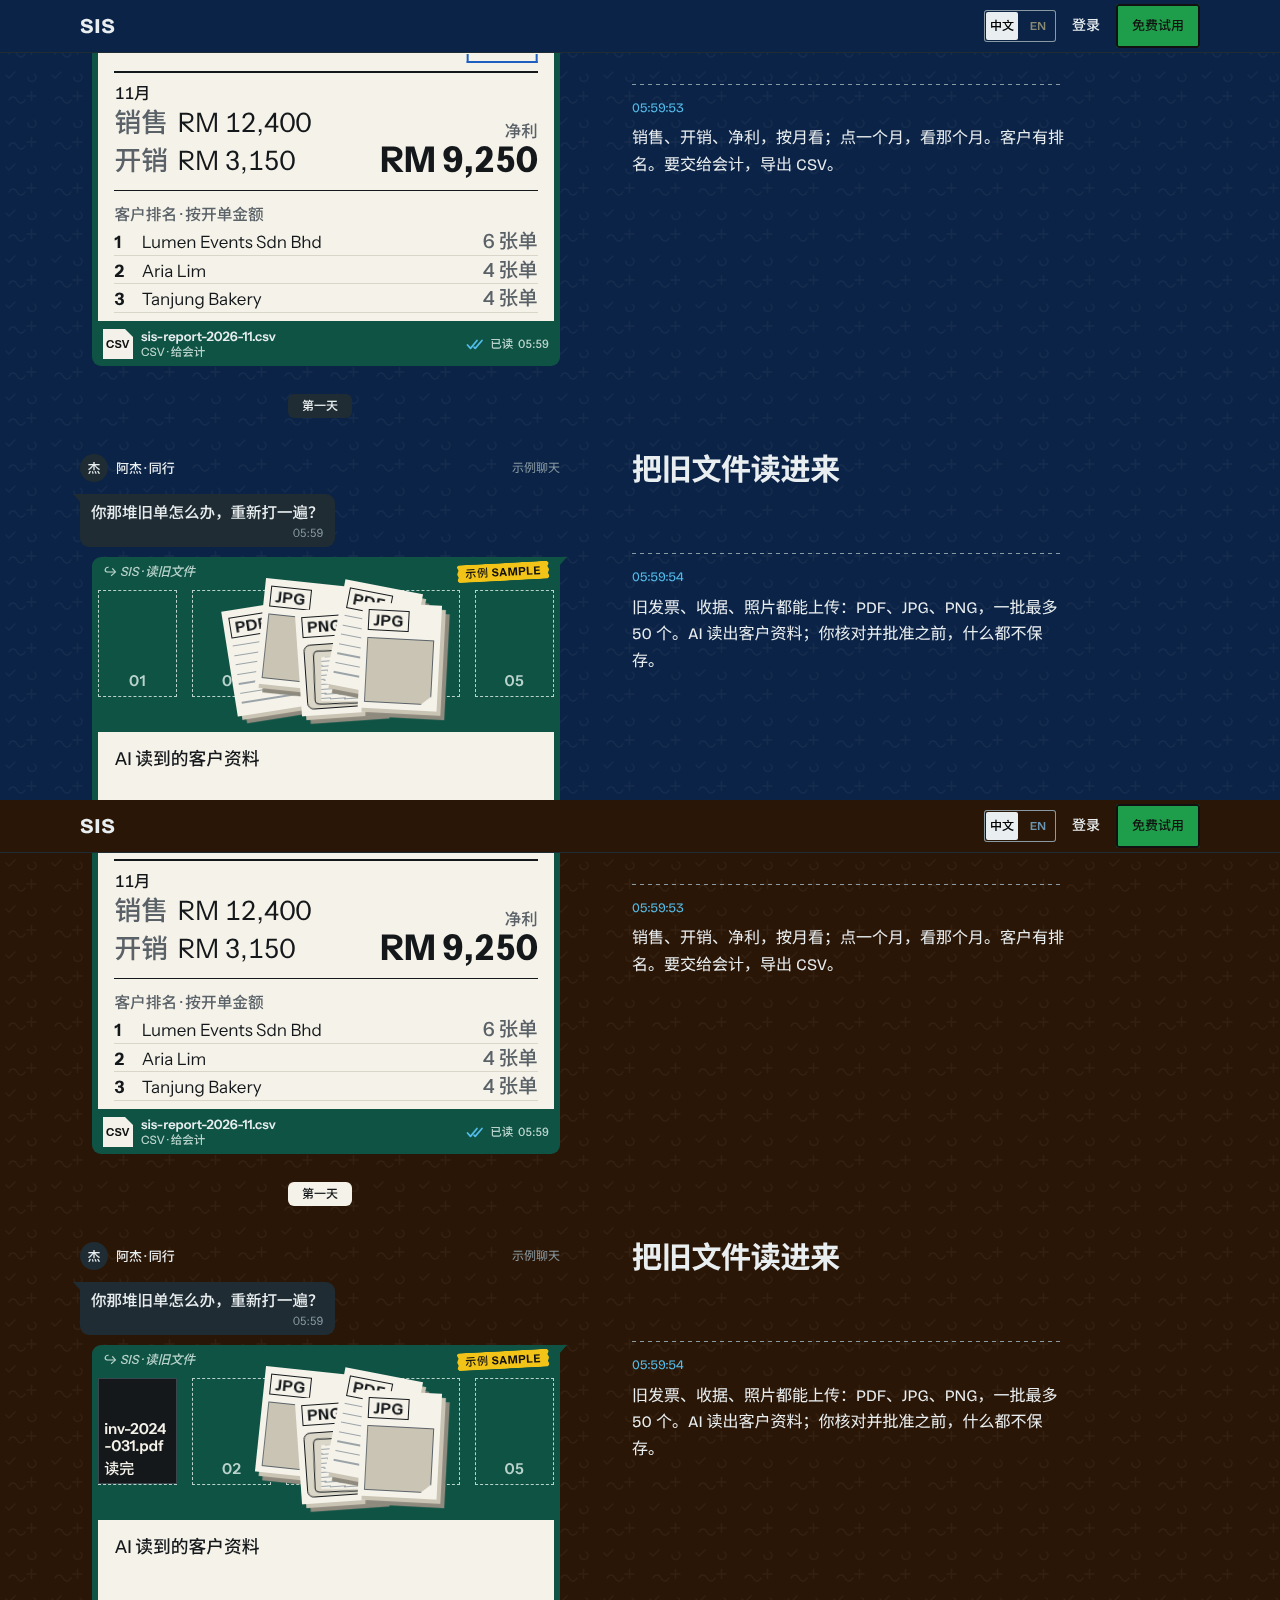 SIS
中文 EN 登录 免费试用
11月
销售 RM 12,400
开销 RM 3,150
净利
RM 9,250
客户排名·按开单金额
1 Lumen Events Sdn Bhd 6 张单
2 Aria Lim 4 张单
3 Tanjung Bakery 4 张单
CSV
sis-report-2026-11.csv
CSV·给会计
已读 05:59
05:59:53
销售、开销、净利，按月看；点一个月，看那个月。客户有排
名。要交给会计，导出 CSV。
第一天
杰 阿杰·同行 示例聊天
你那堆旧单怎么办，重新打一遍？
05:59
把旧文件读进来
05:59:54
旧发票、收据、照片都能上传：PDF、JPG、PNG，一批最多
50 个。AI 读出客户资料；你核对并批准之前，什么都不保
存。
SIS·读旧文件
示例 SAMPLE
01
JPG
PNG
JPG
05
AI 读到的客户资料
SIS
中文 EN 登录 免费试用
11月
销售 RM 12,400
开销 RM 3,150
净利
RM 9,250
客户排名·按开单金额
1 Lumen Events Sdn Bhd 6 张单
2 Aria Lim 4 张单
3 Tanjung Bakery 4 张单
CSV
sis-report-2026-11.csv
CSV·给会计
已读 05:59
05:59:53
销售、开销、净利，按月看；点一个月，看那个月。客户有排
名。要交给会计，导出 CSV。
第一天
杰 阿杰·同行 示例聊天
你那堆旧单怎么办，重新打一遍？
05:59
把旧文件读进来
05:59:54
旧发票、收据、照片都能上传：PDF、JPG、PNG，一批最多
50 个。AI 读出客户资料；你核对并批准之前，什么都不保
存。
SIS·读旧文件
示例 SAMPLE
inv-2024
-031.pdf
读完
02
JPG
PNG
JPG
05
AI 读到的客户资料